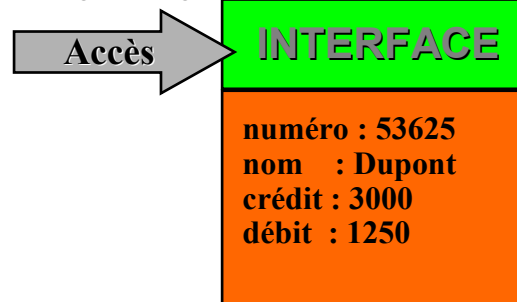 Accès
INTERFACE
numéro : 53625
nom : Dupont
crédit : 3000
débit : 1250